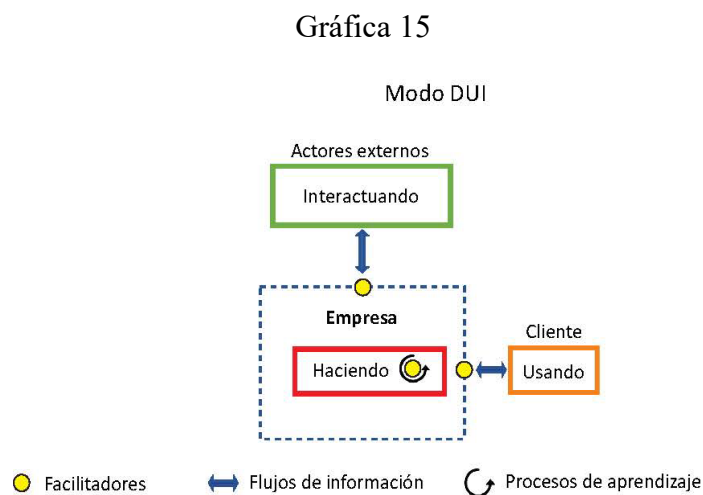 Gráfica 15
Modo DUI
Actores externos
Interactuando
Empresa
Haciendo
Cliente
Usando
Facilitadores
Flujos de información
Procesos de aprendizaje